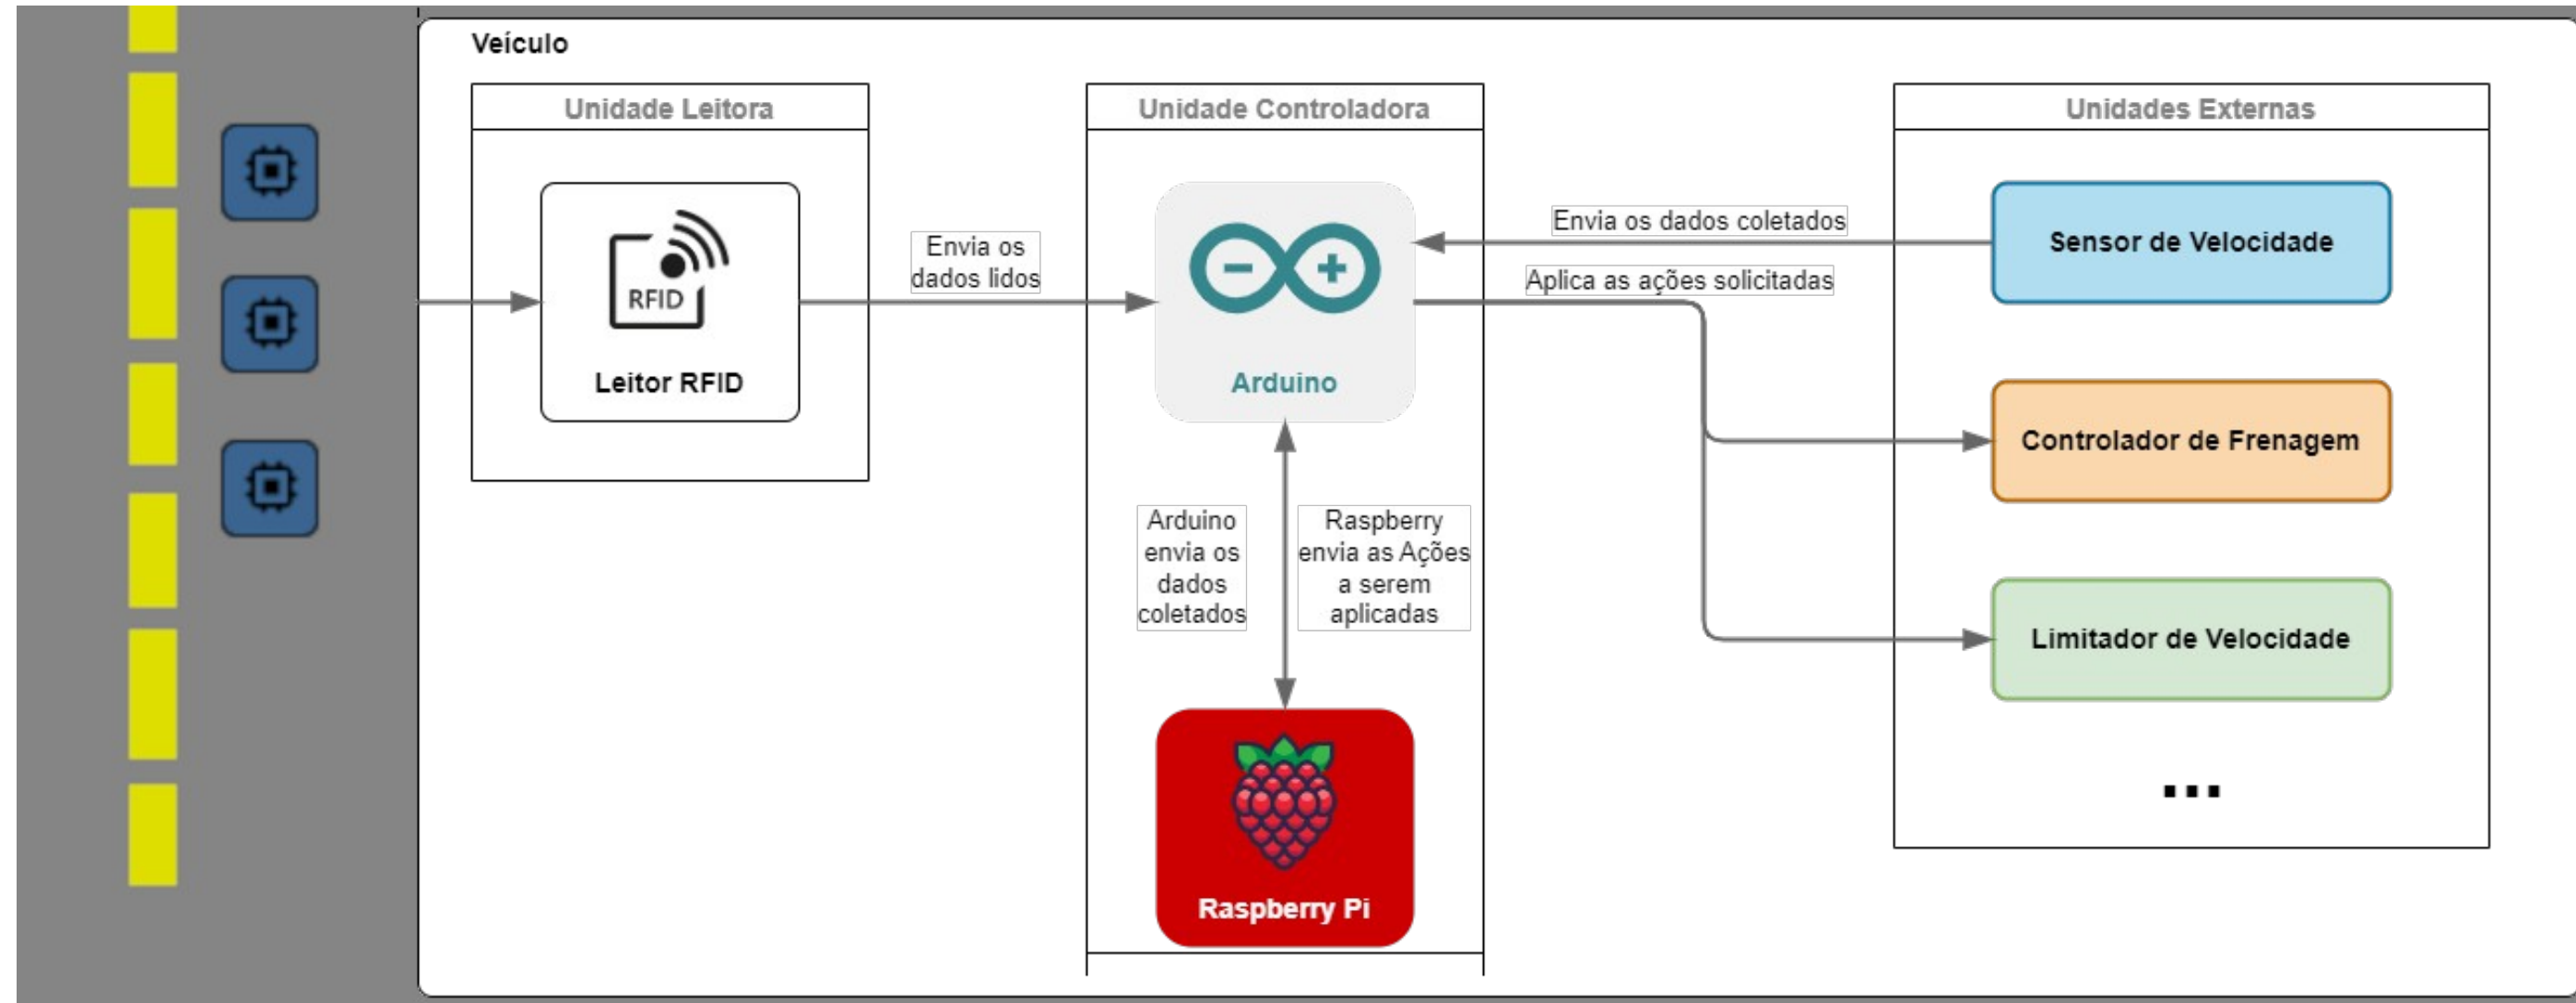 Veículo
Unidade Leitora
RFID
Leitor RFID
Envia os
dados lidos
Unidade Controladora
Arduino
Arduino
envia os
dados
coletados
Raspberry
envia as Ações
a serem
aplicadas
Raspberry Pi
Envia os dados coletados
Aplica as ações solicitadas
Unidades Externas
Sensor de Velocidade
Controlador de Frenagem
Limitador de Velocidade
...